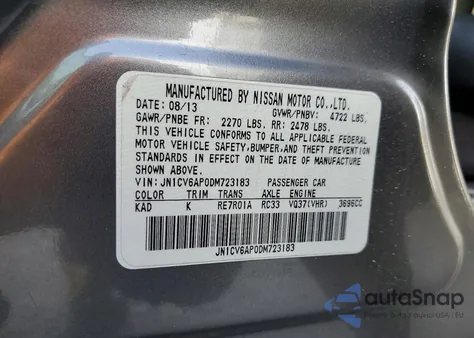 MANUFACTURED BY NISSAN MOTOR CO.,LTD.
DATE: 08/13 GVWR/PNBV: 4722 LBS.
GAWR/PNBE FR: 2270 LBS. RR: 2478 LBS.
THIS VEHICLE CONFORMS TO ALL APPLICABLE FEDERAL
MOTOR VEHICLE SAFETY, BUMPER, AND THEFT PREVENTION
STANDARDS IN EFFECT ON THE DATE OF MANUFACTURE
SHOWN ABOVE.
VIN: JN1CV6AP0DM723183 PASSENGER CAR
COLOR TRIM TRANS AXLE ENGINE
KAD K RE7R01A RC33 VQ37(VHR) 3696CC
JN1CV6AP0DM723183
autaSnap